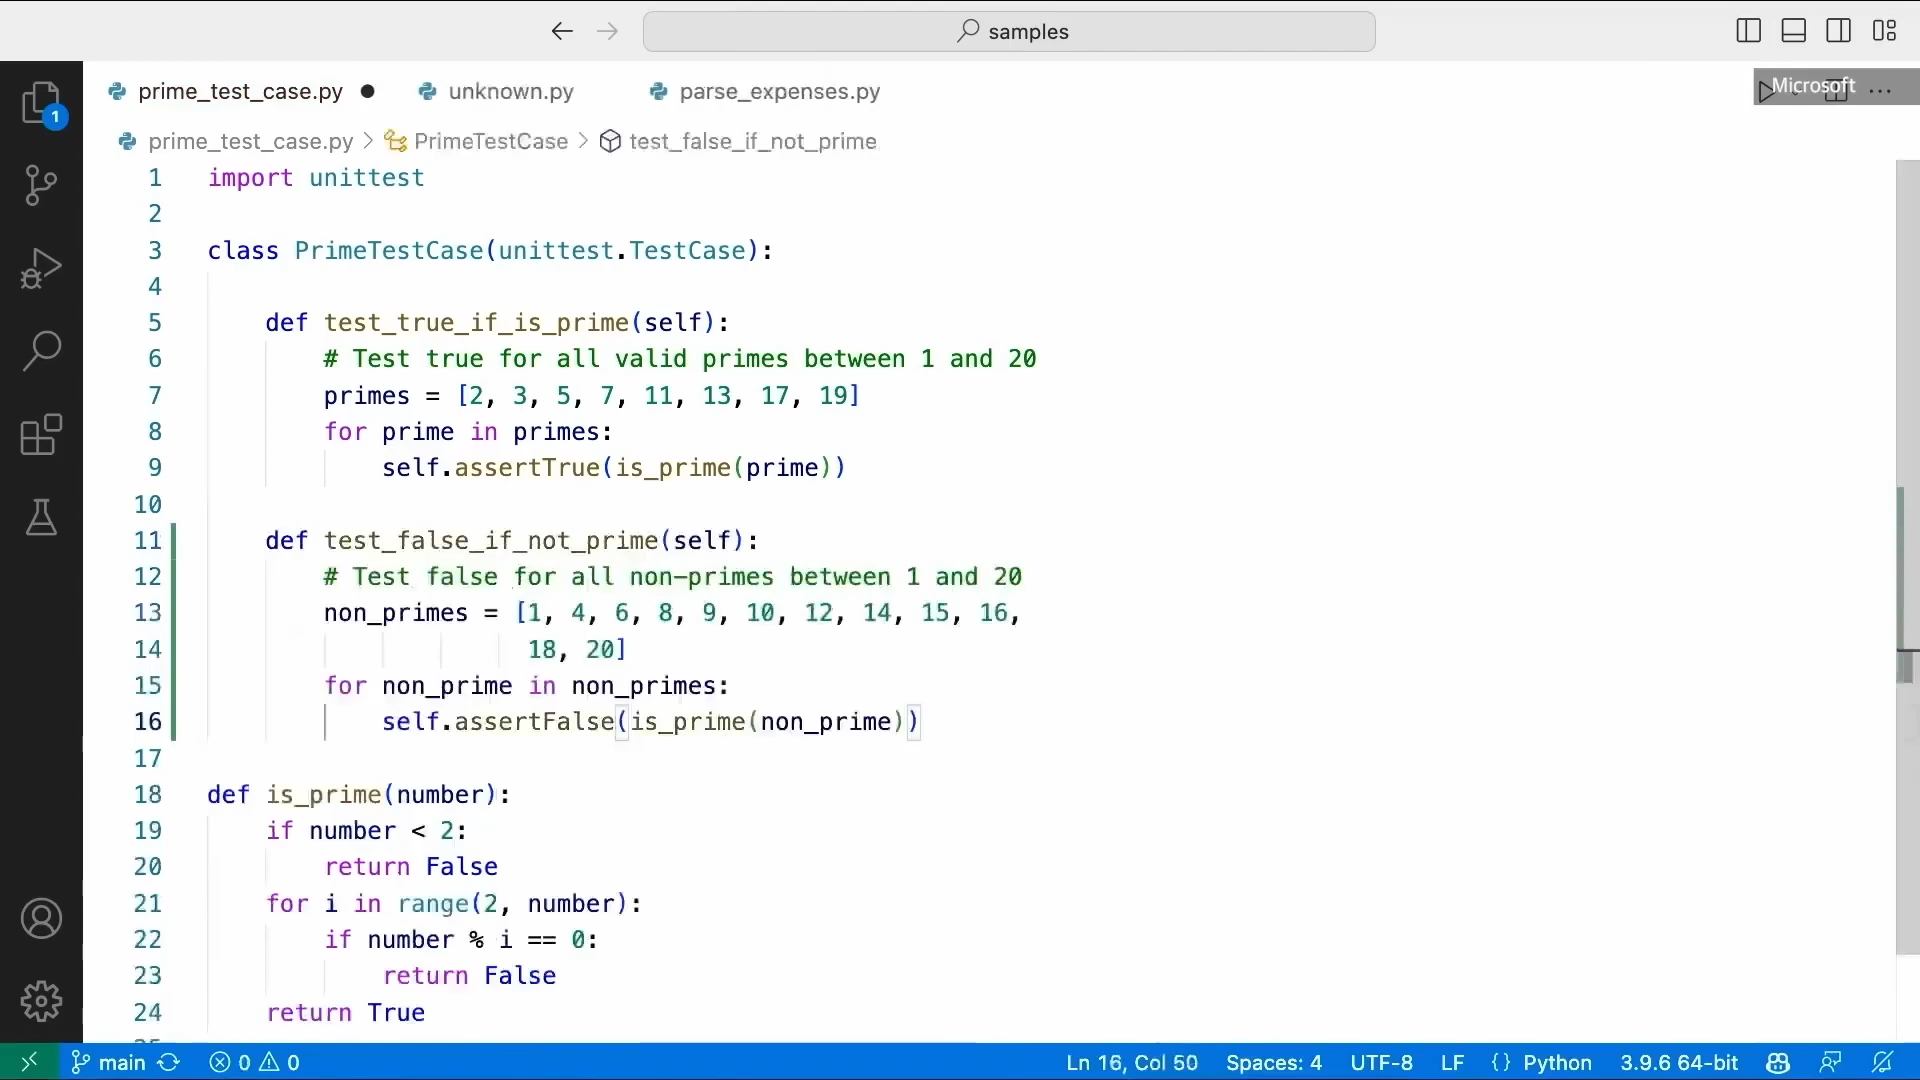 samples
prime_test_case.py
unknown.py
parse_expenses.py
Microsoft
1
prime_test_case.py > PrimeTestCase > test_false_if_not_prime
1 import unittest
2
3 class PrimeTestCase(unittest.TestCase):
4
5 def test_true_if_is_prime(self):
6 # Test true for all valid primes between 1 and 20
7 primes = [2, 3, 5, 7, 11, 13, 17, 19]
8 for prime in primes:
9 self.assertTrue(is_prime(prime))
10
11 def test_false_if_not_prime(self):
12 # Test false for all non-primes between 1 and 20
13 non_primes = [1, 4, 6, 8, 9, 10, 12, 14, 15, 16,
14 18, 20]
15 for non_prime in non_primes:
16 self.assertFalse(is_prime(non_prime))
17
18 def is_prime(number):
19 if number < 2:
20 return False
21 for i in range(2, number):
22 if number % i == 0:
23 return False
24 return True
main 0 0 Ln 16, Col 50 Spaces: 4 UTF-8 LF {} Python 3.9.6 64-bit